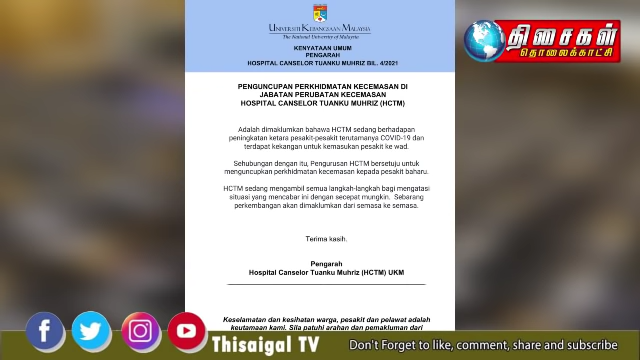 UNIVERSITI KEBANGSAAN MALAYSIA
The National University of Malaysia
KENYATAAN UMUM
PENGARAH
HOSPITAL CANSELOR TUANKU MUHRIZ BIL. 4/2021
திசைகள்
தொலைக்காட்சி
PENGUNCUPAN PERKHIDMATAN KECEMASAN DI
JABATAN PERUBATAN KECEMASAN
HOSPITAL CANSELOR TUANKU MUHRIZ (HCTM)
Adalah dimaklumkan bahawa HCTM sedang berhadapan
peningkatan ketara pesakit-pesakit terutamanya COVID-19 dan
terdapat kekangan untuk kemasukan pesakit ke wad.
Sehubungan dengan itu, Pengurusan HCTM bersetuju untuk
menguncupkan perkhidmatan kecemasan kepada pesakit baharu.
HCTM sedang mengambil semua langkah-langkah bagi mengatasi
situasi yang mencabar ini dengan secepat mungkin. Sebarang
perkembangan akan dimaklumkan dari semasa ke semasa.
Terima kasih.
Pengarah
Hospital Canselor Tuanku Muhriz (HCTM) UKM
Keselamatan dan kesihatan warga, pesakit dan pelawat adalah
keutamaan kami. Sila patuhi arahan dan pemakluman dari
Thisaigal TV
Don't Forget to like, comment, share and subscribe